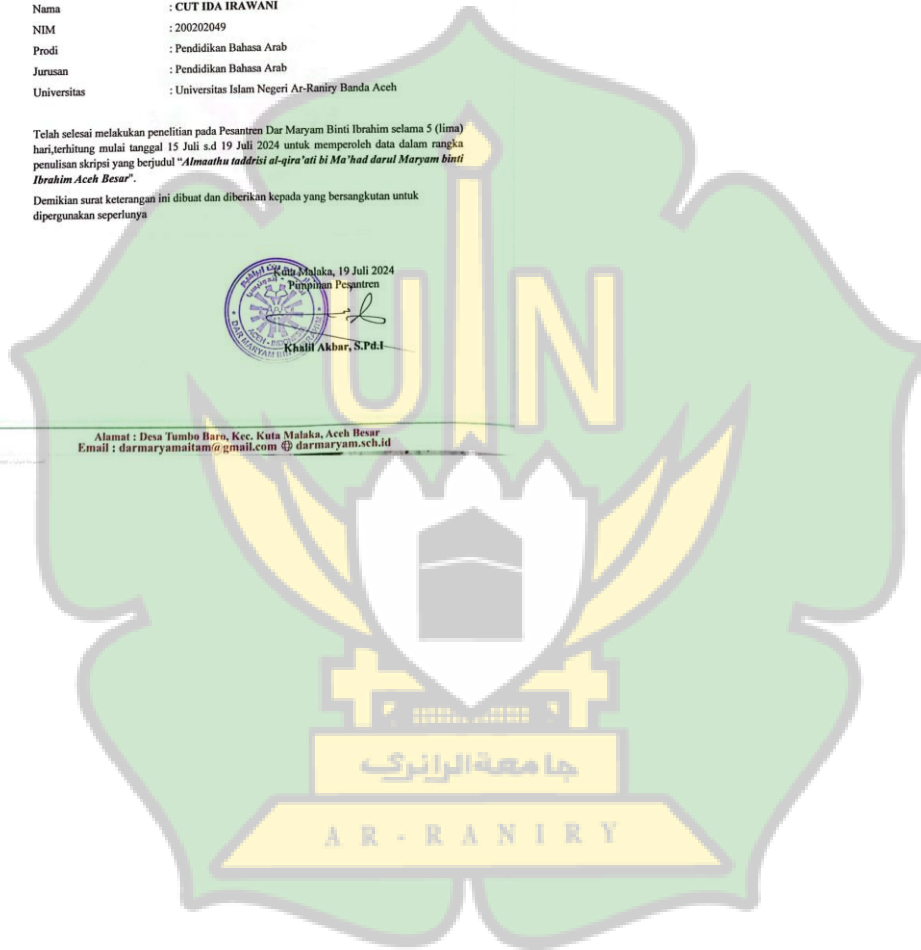 Nama : CUT IDA IRAWANI
NIM : 200202049
Prodi : Pendidikan Bahasa Arab
Jurusan : Pendidikan Bahasa Arab
Universitas : Universitas Islam Negeri Ar-Raniry Banda Aceh
Telah selesai melakukan penelitian pada Pesantren Dar Maryam Binti Ibrahim selama 5 (lima)
hari,terhitung mulai tanggal 15 Juli s.d 19 Juli 2024 untuk memperoleh data dalam rangka
penulisan skripsi yang berjudul "Almaathu taddrisi al-qira'ati bi Ma'had darul Maryam binti
Ibrahim Aceh Besar".
Demikian surat keterangan ini dibuat dan diberikan kepada yang bersangkutan untuk
dipergunakan seperlunya
Kuta Malaka, 19 Juli 2024
Pimpinan Pesantren
DAR MARYAM BINTI IBRAHIM
Khalil Akbar, S.Pd.I
Alamat : Desa Tumbo Baro, Kec. Kuta Malaka, Aceh Besar
Email : darmaryamaitam@gmail.com darmaryam.sch.id
UIN
جامعة الرانري
AR-RANIRY